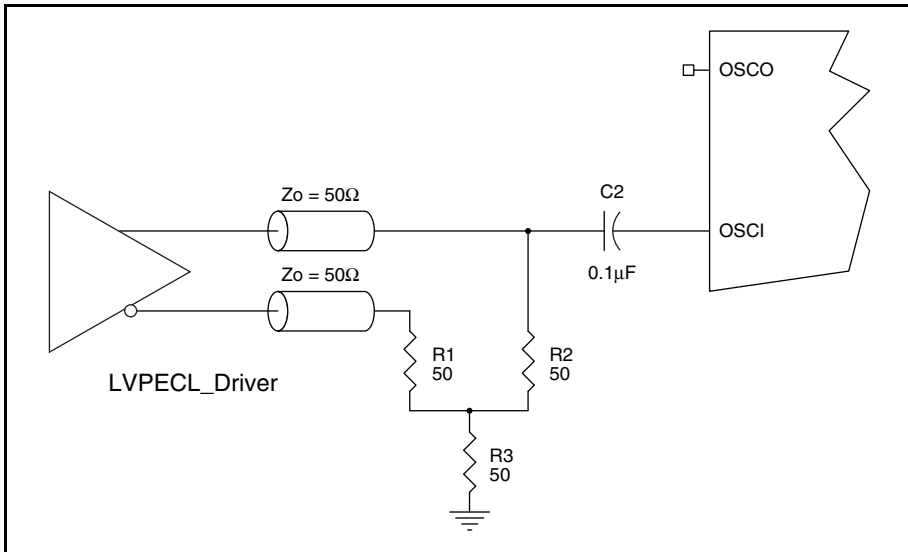 OSCO
Zo = 50Ω
C2
OSCI
0.1µF
Zo = 50Ω
LVPECL_Driver
R1
50
R2
50
R3
50